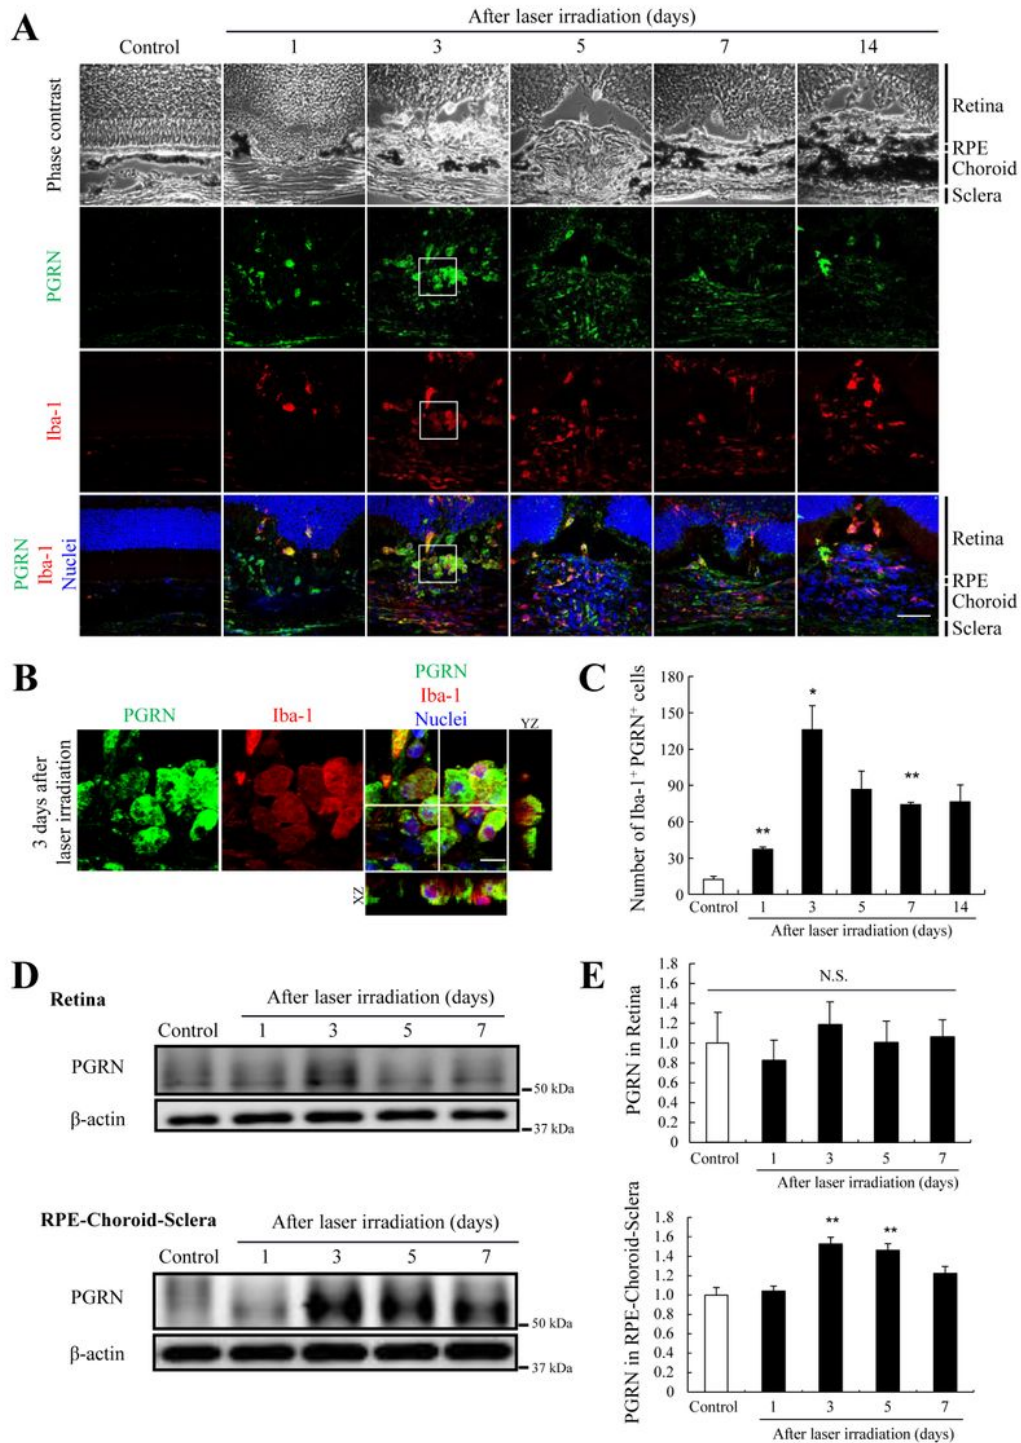 A
After laser irradiation (days)
Control 1 3 5 7 14
Phase contrast
Retina
RPE
Choroid
Sclera
PGRN
Iba-1
PGRN
Iba-1
Nuclei
Retina
RPE
Choroid
Sclera
B
3 days after
laser irradiation
PGRN
Iba-1
PGRN
Iba-1
Nuclei
YZ
XZ
C
Number of Iba-1⁺ PGRN⁺ cells
180
150
120
90
60
30
0
**
*
**
Control 1 3 5 7 14
After laser irradiation (days)
D
Retina
After laser irradiation (days)
Control 1 3 5 7
PGRN
50 kDa
β-actin
37 kDa
RPE-Choroid-Sclera
After laser irradiation (days)
Control 1 3 5 7
PGRN
50 kDa
β-actin
37 kDa
E
PGRN in Retina
1.8
1.6
1.4
1.2
1.0
0.8
0.6
0.4
0.2
0
N.S.
Control 1 3 5 7
After laser irradiation (days)
PGRN in RPE-Choroid-Sclera
1.8
1.6
1.4
1.2
1.0
0.8
0.6
0.4
0.2
0
** **
Control 1 3 5 7
After laser irradiation (days)